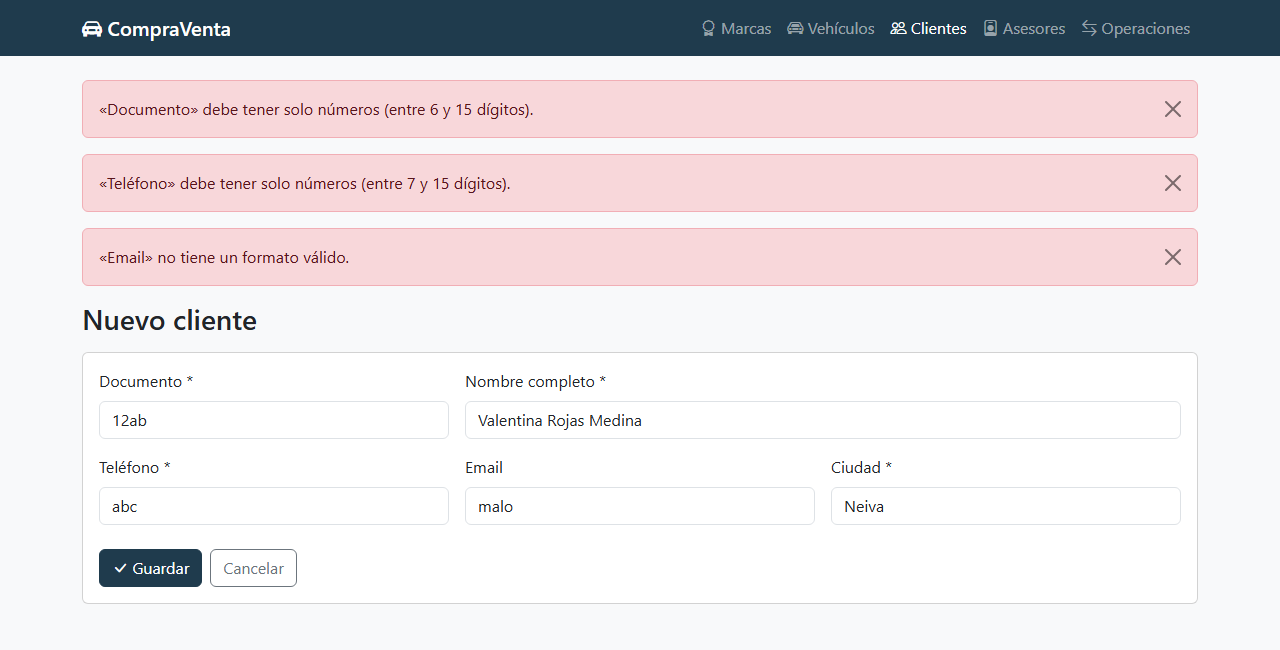 CompraVenta
Marcas Vehículos Clientes Asesores Operaciones
«Documento» debe tener solo números (entre 6 y 15 dígitos).
«Teléfono» debe tener solo números (entre 7 y 15 dígitos).
«Email» no tiene un formato válido.
Nuevo cliente
Documento * Nombre completo *
12ab Valentina Rojas Medina
Teléfono * Email Ciudad *
abc malo Neiva
Guardar Cancelar